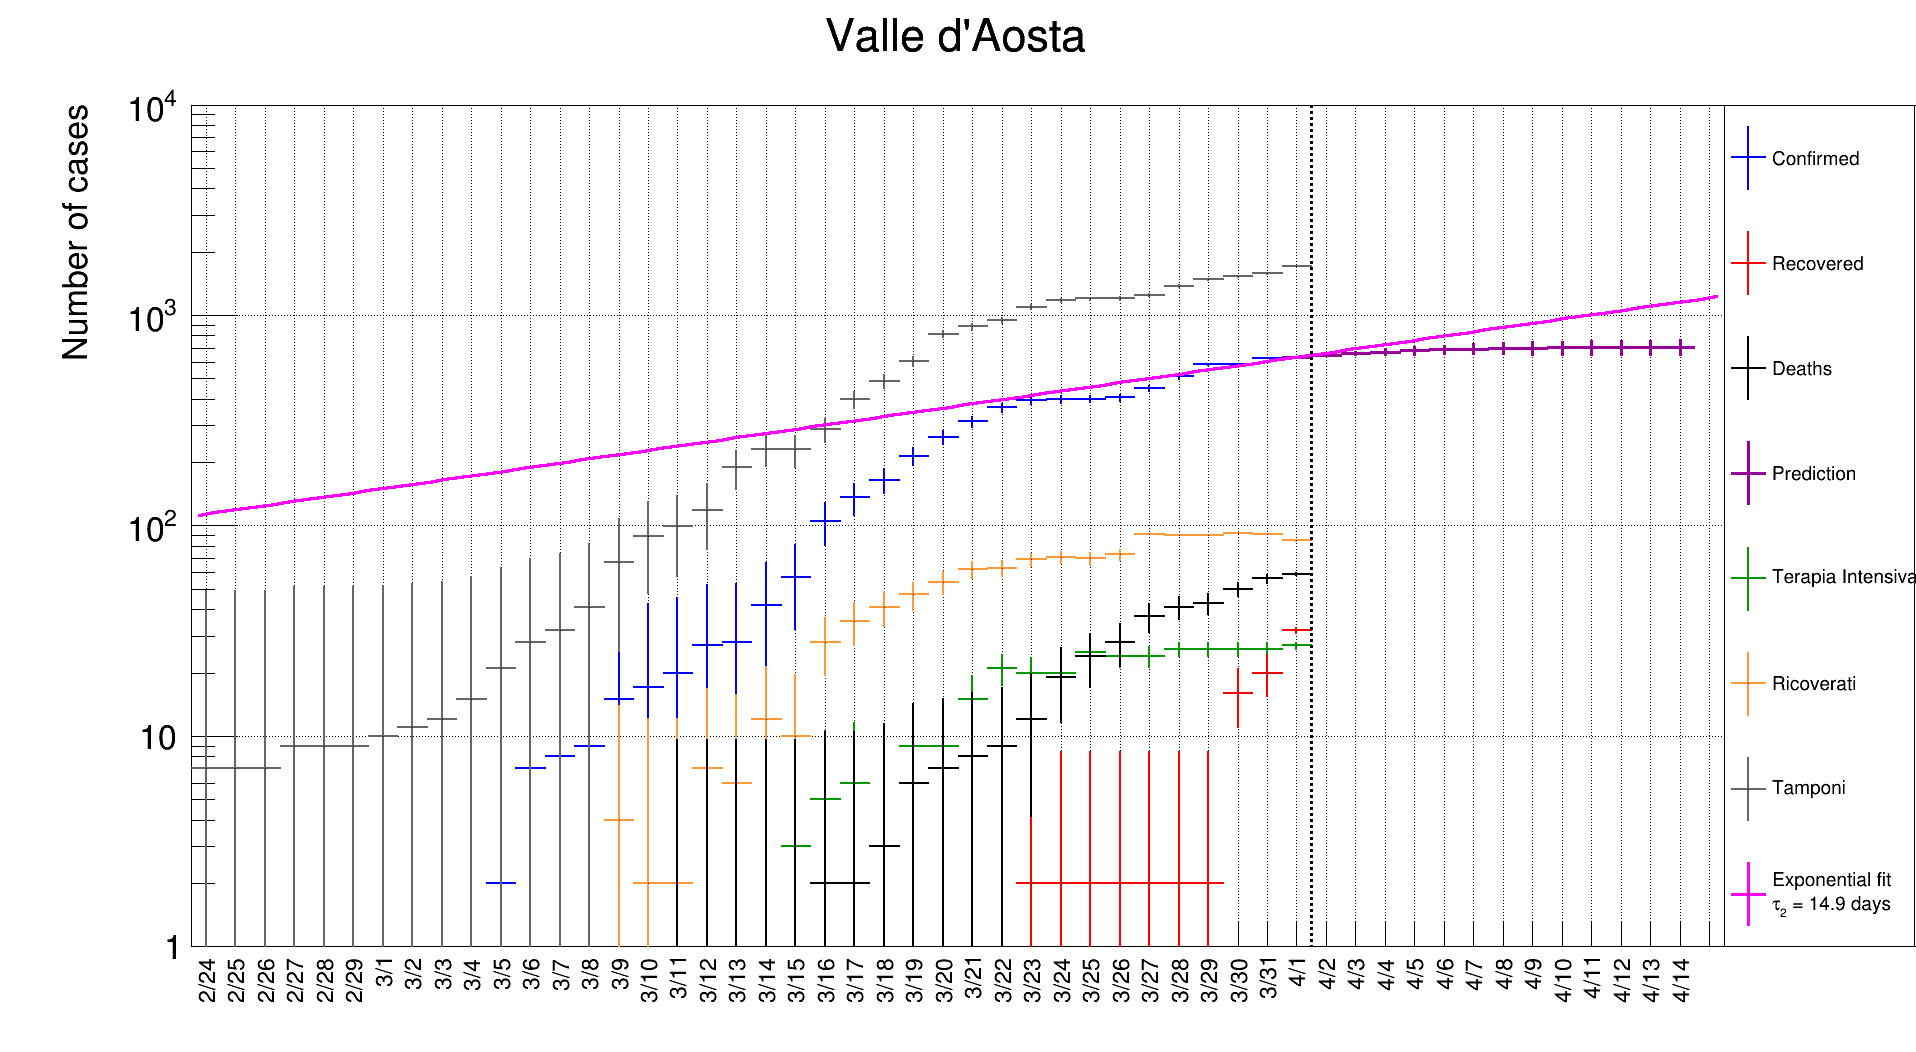 Valle d'Aosta
Number of cases
10^4
10^3
10^2
10
1
2/24 2/25 2/26 2/27 2/28 2/29 3/1 3/2 3/3 3/4 3/5 3/6 3/7 3/8 3/9 3/10 3/11 3/12 3/13 3/14 3/15 3/16 3/17 3/18 3/19 3/20 3/21 3/22 3/23 3/24 3/25 3/26 3/27 3/28 3/29 3/30 3/31 4/1 4/2 4/3 4/4 4/5 4/6 4/7 4/8 4/9 4/10 4/11 4/12 4/13 4/14
Confirmed
Recovered
Deaths
Prediction
Terapia Intensiva
Ricoverati
Tamponi
Exponential fit
τ₂ = 14.9 days